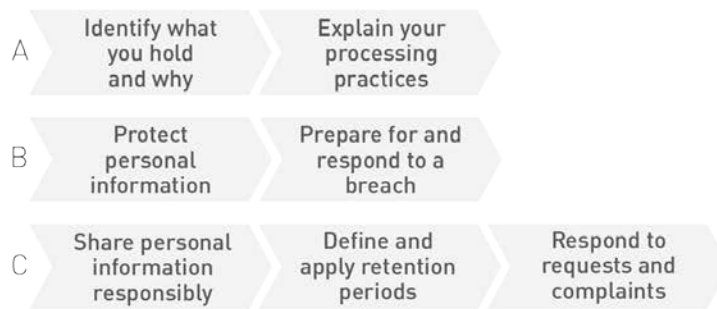 A
Identify what
you hold
and why
Explain your
processing
practices
B
Protect
personal
information
Prepare for and
respond to a
breach
C
Share personal
information
responsibly
Define and
apply retention
periods
Respond to
requests and
complaints